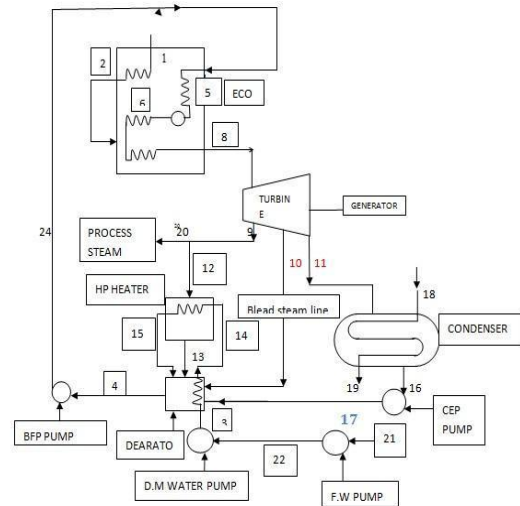 2
1
6
5
ECO
8
TURBIN
E
GENERATOR
24
PROCESS
STEAM
20
9
10
11
12
HP HEATER
Blead steam line
18
CONDENSER
15
14
13
19
16
4
17
CEP
PUMP
BFP PUMP
DEARATO
22
21
D.M WATER PUMP
F.W PUMP